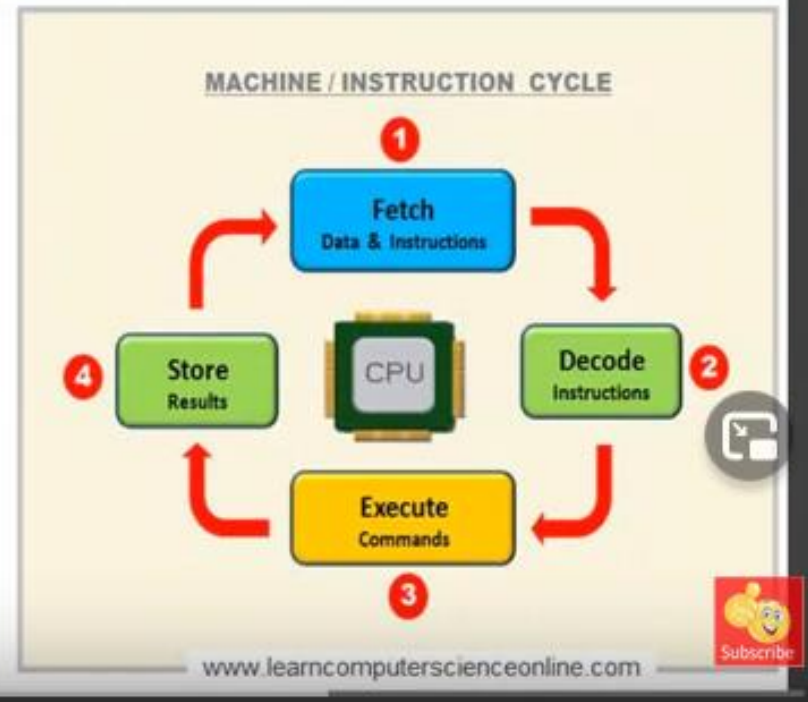 MACHINE / INSTRUCTION CYCLE
1
Fetch
Data & Instructions
4
Store
Results
CPU
Decode
Instructions
2
Execute
Commands
3
Subscribe
www.learncomputerscienceonline.com